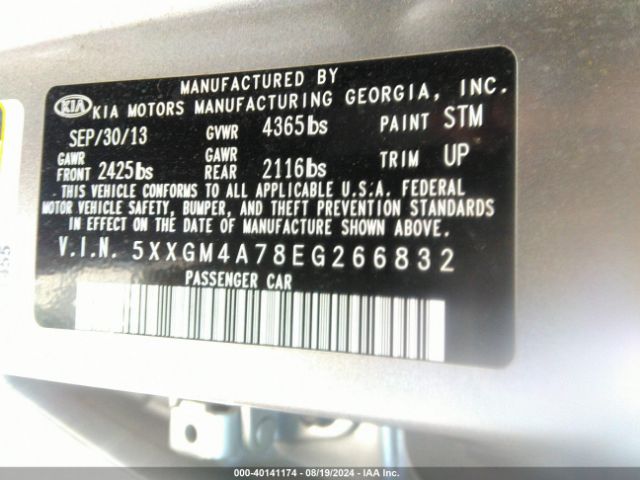 MANUFACTURED BY
KIA KIA MOTORS MANUFACTURING GEORGIA, INC.
SEP/30/13 GVWR 4365lbs PAINT STM
GAWR FRONT 2425lbs GAWR REAR 2116lbs TRIM UP
THIS VEHICLE CONFORMS TO ALL APPLICABLE U.S.A. FEDERAL
MOTOR VEHICLE SAFETY, BUMPER, AND THEFT PREVENTION STANDARDS
IN EFFECT ON THE DATE OF MANUFACTURE SHOWN ABOVE.
V.I.N. 5XXGM4A78EG266832
PASSENGER CAR
000-40141174 - 08/19/2024 - IAA Inc.